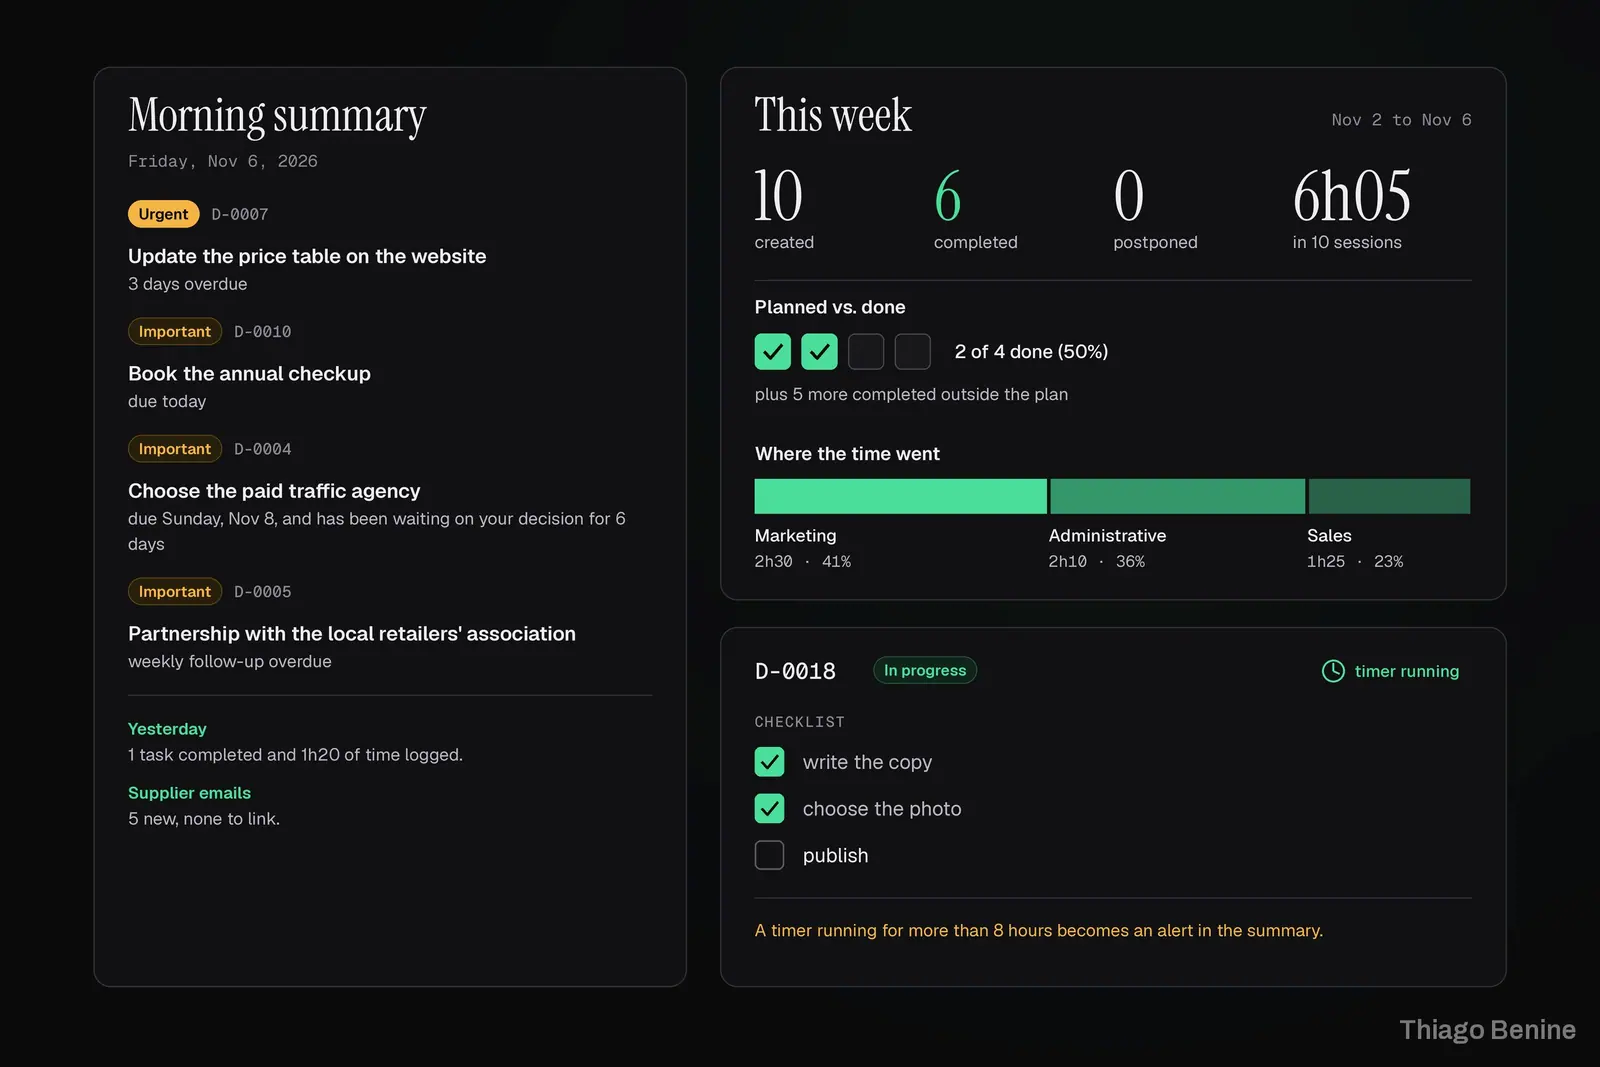 Morning summary
Friday, Nov 6, 2026
Urgent D-0007
Update the price table on the website
3 days overdue
Important D-0010
Book the annual checkup
due today
Important D-0004
Choose the paid traffic agency
due Sunday, Nov 8, and has been waiting on your decision for 6
days
Important D-0005
Partnership with the local retailers' association
weekly follow-up overdue
Yesterday
1 task completed and 1h20 of time logged.
Supplier emails
5 new, none to link.
This week
Nov 2 to Nov 6
10 6 0 6h05
created completed postponed in 10 sessions
Planned vs. done
2 of 4 done (50%)
plus 5 more completed outside the plan
Where the time went
Marketing Administrative Sales
2h30 · 41% 2h10 · 36% 1h25 · 23%
D-0018 In progress timer running
CHECKLIST
write the copy
choose the photo
publish
A timer running for more than 8 hours becomes an alert in the summary.
Thiago Benine